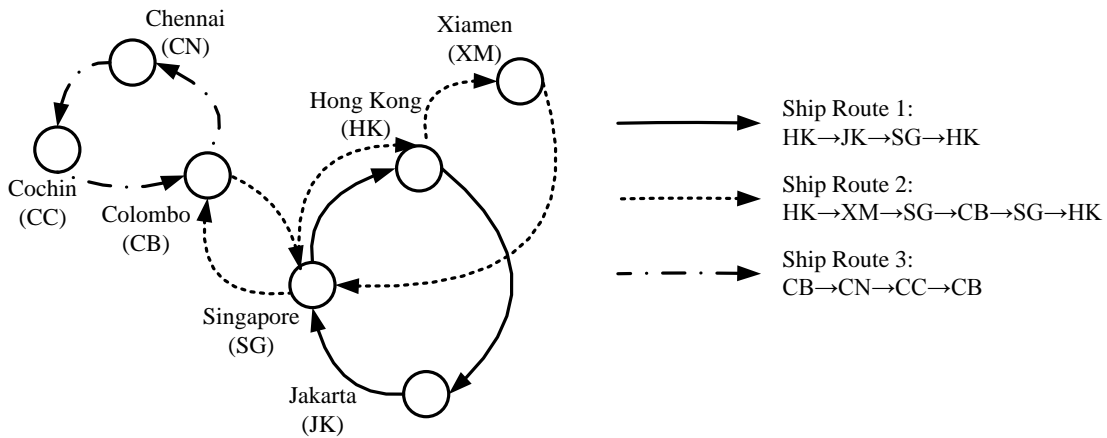 Chennai
(CN)
Xiamen
(XM)
Hong Kong
(HK)
Cochin
(CC)
Colombo
(CB)
Singapore
(SG)
Jakarta
(JK)
Ship Route 1:
HK→JK→SG→HK
Ship Route 2:
HK→XM→SG→CB→SG→HK
Ship Route 3:
CB→CN→CC→CB